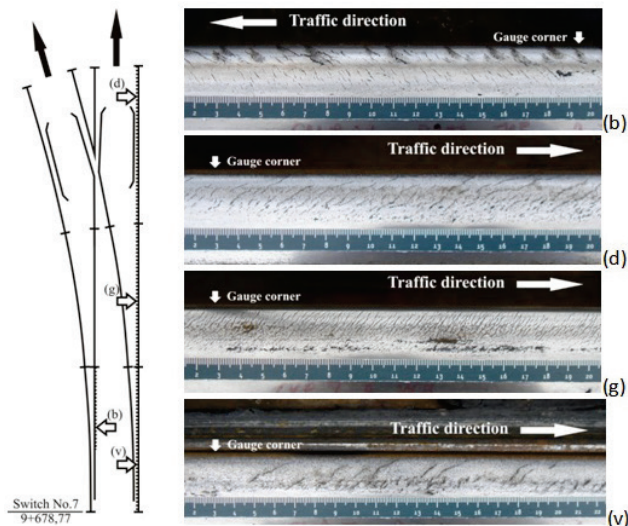 (d)
(g)
(b)
(v)
Switch No.7
9+678,77
Traffic direction
Gauge corner
(b)
Traffic direction
Gauge corner
(d)
Traffic direction
Gauge corner
(g)
Traffic direction
Gauge corner
(v)